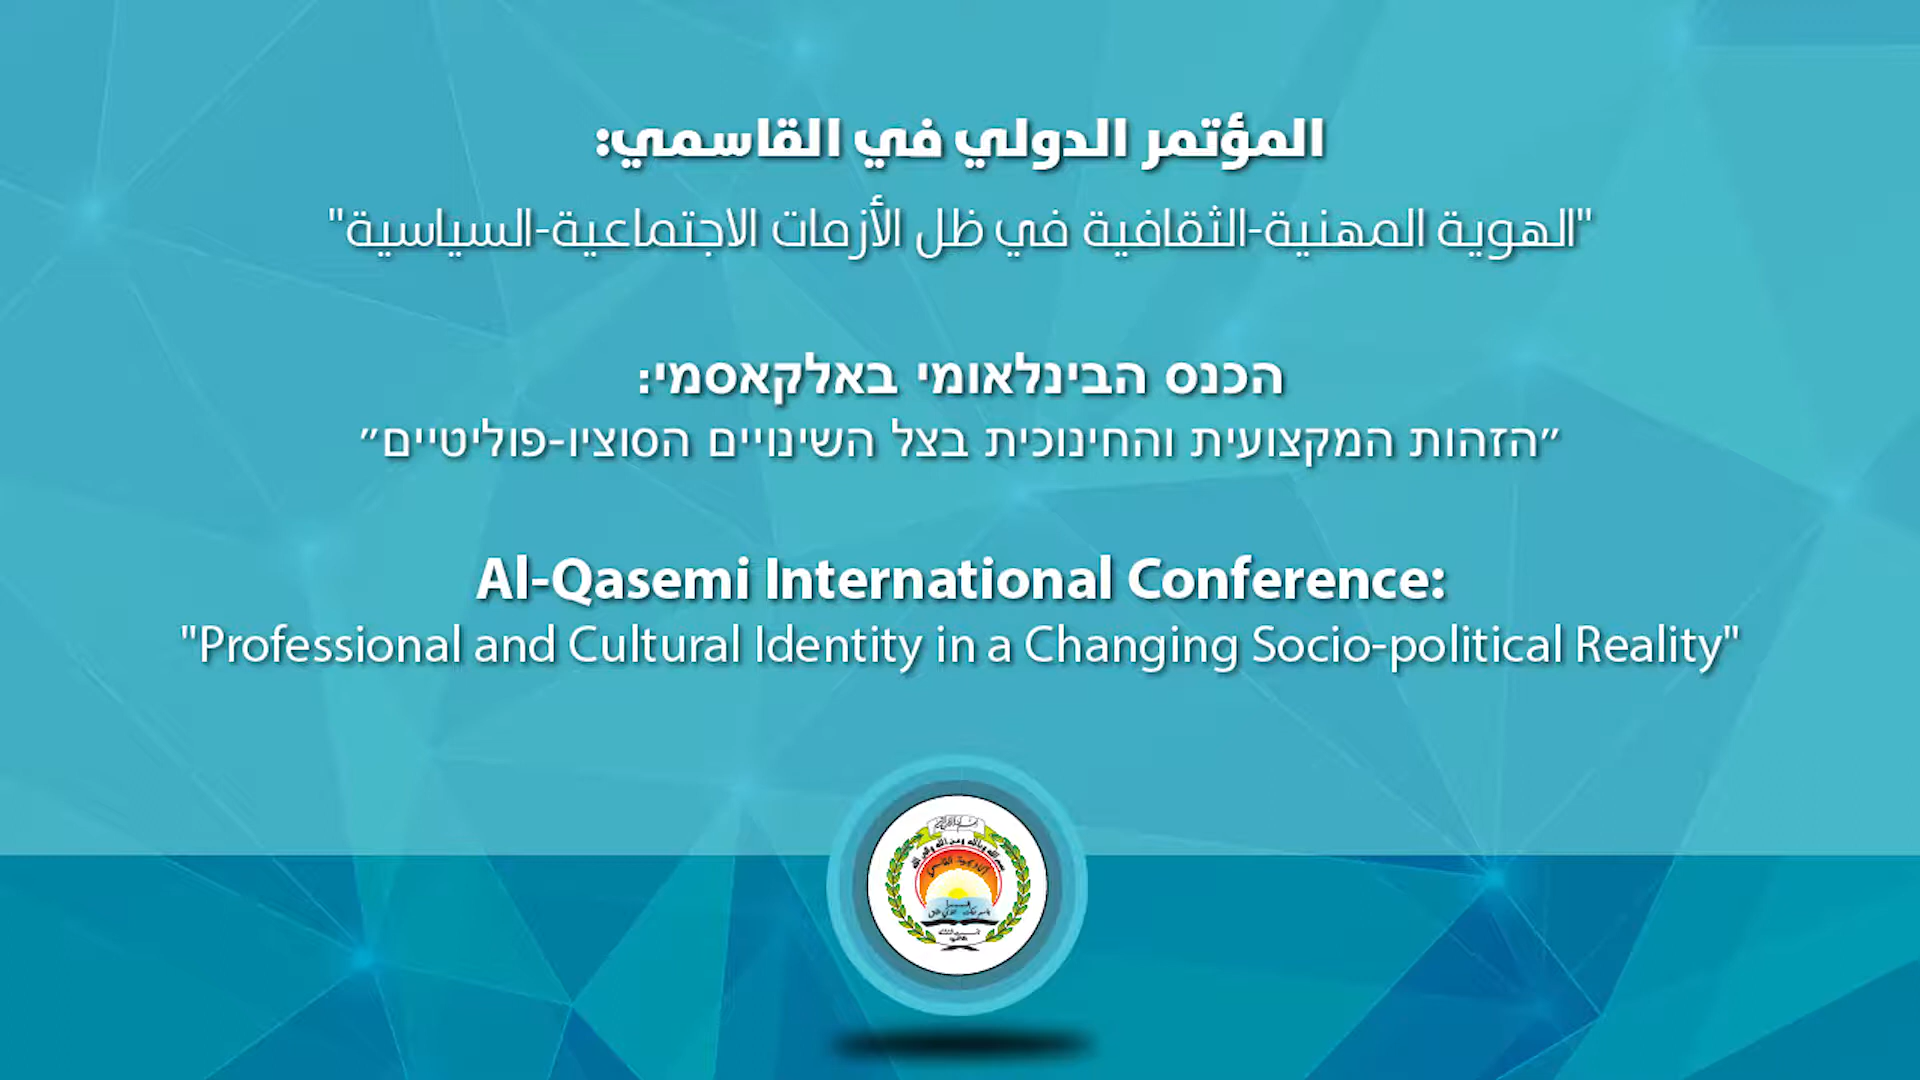 المؤتمر الدولي في القاسمي:
"الهوية المهنية-الثقافية في ظل الأزمات الاجتماعية-السياسية"
הכנס הבינלאומי באלקאסמי:
״הזהות המקצועית והחינוכית בצל השינויים הסוציו-פוליטיים״
Al-Qasemi International Conference:
"Professional and Cultural Identity in a Changing Socio-political Reality"